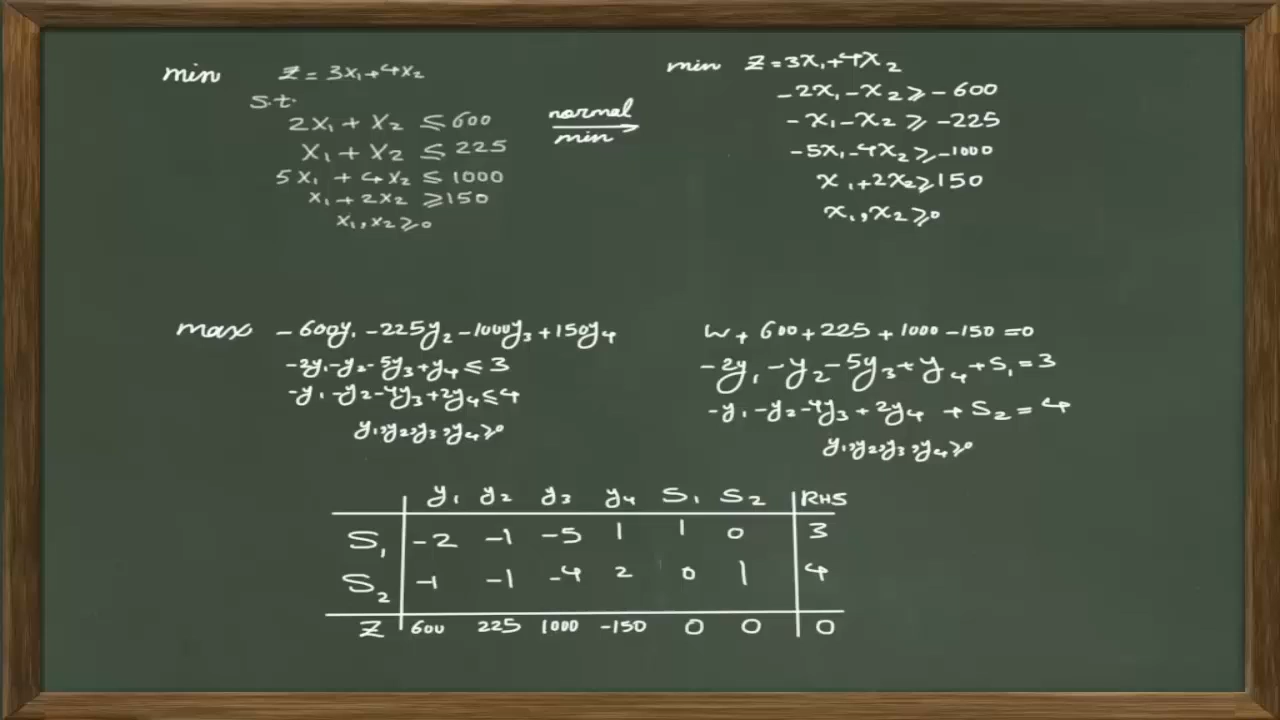 min Z = 3x₁ + 4x₂
s.t.
2x₁ + x₂ ≤ 600
x₁ + x₂ ≤ 225
5x₁ + 4x₂ ≤ 1000
x₁ + 2x₂ ≥ 150
x₁, x₂ ≥ 0
normal
min
min Z = 3x₁ + 4x₂
-2x₁ - x₂ ≥ -600
-x₁ - x₂ ≥ -225
-5x₁ - 4x₂ ≥ -1000
x₁ + 2x₂ ≥ 150
x₁, x₂ ≥ 0
max -600y₁ - 225y₂ - 1000y₃ + 150y₄
-2y₁ - y₂ - 5y₃ + y₄ ≤ 3
-y₁ - y₂ - 4y₃ + 2y₄ ≤ 4
y₁, y₂, y₃, y₄ ≥ 0
W + 600 + 225 + 1000 - 150 = 0
-2y₁ - y₂ - 5y₃ + y₄ + S₁ = 3
-y₁ - y₂ - 4y₃ + 2y₄ + S₂ = 4
y₁, y₂, y₃, y₄ ≥ 0
y₁ y₂ y₃ y₄ S₁ S₂ RHS
S₁ -2 -1 -5 1 1 0 3
S₂ -1 -1 -4 2 0 1 4
Z 600 225 1000 -150 0 0 0